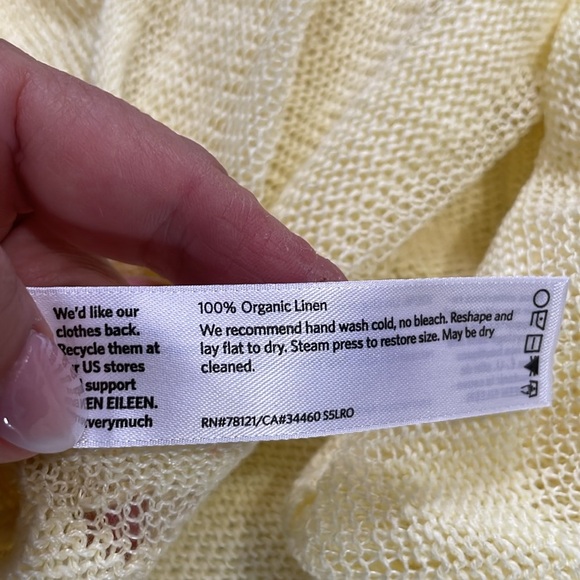 We'd like our
clothes back.
Recycle them at
US stores
support
EILEEN.
100% Organic Linen
We recommend hand wash cold, no bleach. Reshape and
lay flat to dry. Steam press to restore size. May be dry
cleaned.
RN#78121/CA#34460 S5LRO